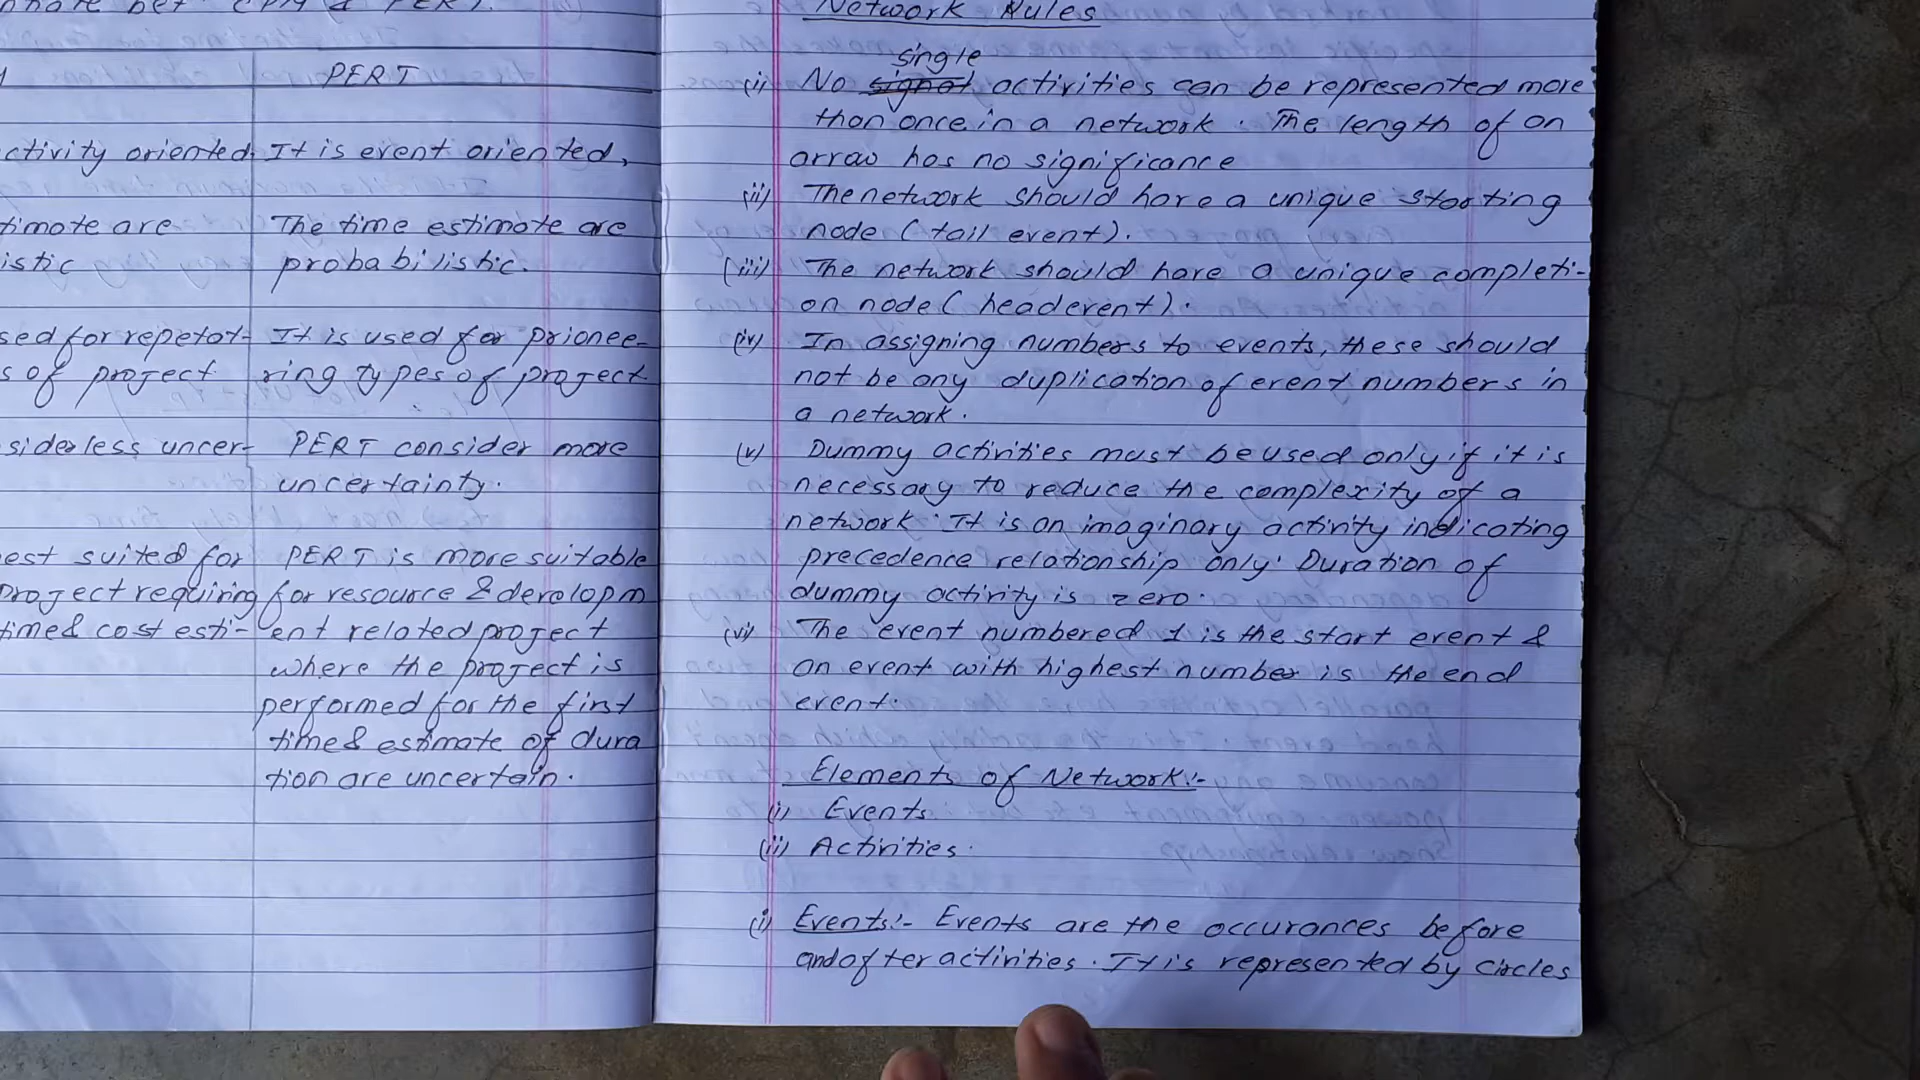 bet CPM & PERT.
PERT
ctivity oriented. It is event oriented,
timate are The time estimate are
istic probabilistic.
sed for repetat- It is used for prionee-
s of project ring types of project
sider less uncer- PERT consider more
uncertainty.
est suited for PERT is more suitable
project requiring for resource & developm
time & cost esti- ent related project
where the project is
performed for the first
time & estimate of dura
tion are uncertain.
Network Rules
single
(i) No activities can be represented more
than once in a network. The length of an
arraw has no significance
(ii) The network should have a unique starting
node (tail event).
(iii) The network should have a unique completi-
on node (head event).
(iv) In assigning numbers to events, these should
not be any duplication of event numbers in
a network.
(v) Dummy activities must be used only if it is
necessary to reduce the complexity of a
network. It is an imaginary activity indicating
precedence relationship only. Duration of
dummy activity is zero.
(vi) The event numbered 1 is the start event &
an event with highest number is the end
event.
Elements of Network:-
(i) Events
(ii) Activities.
(i) Events:- Events are the occurances before
and after activities. It is represented by circles